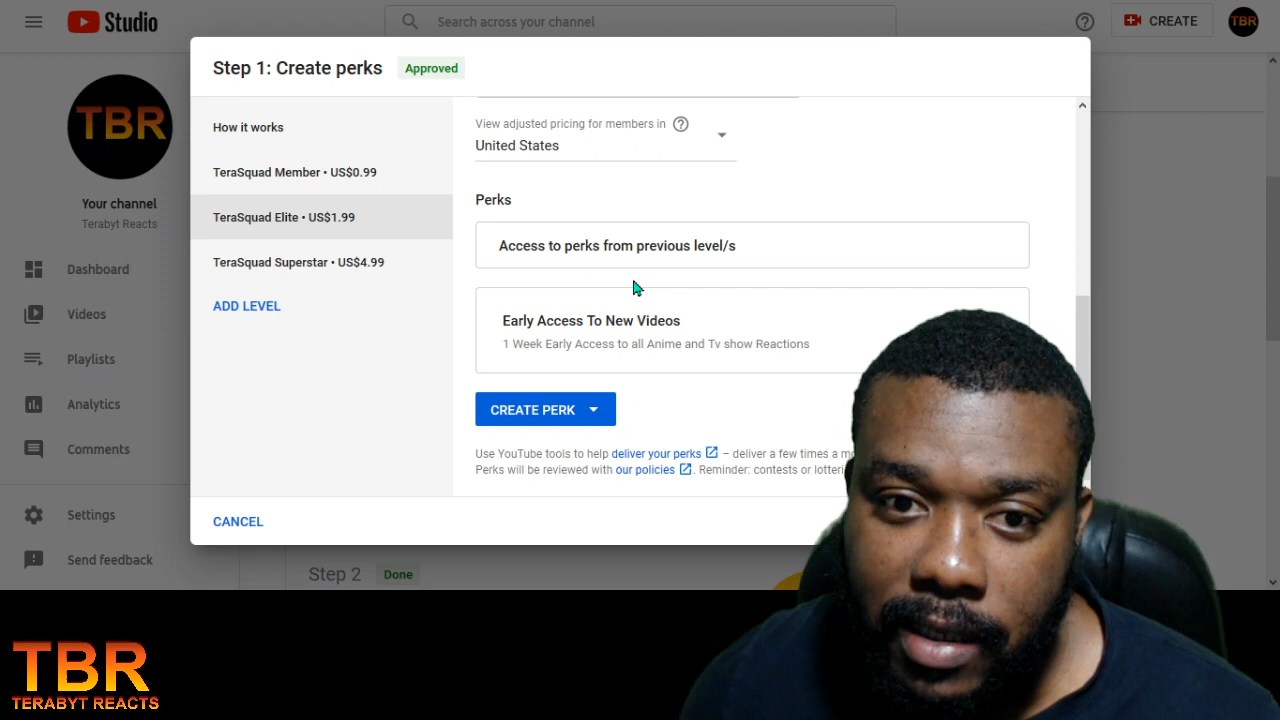 Studio
Search across your channel
CREATE
TBR
TBR
Your channel
Terabyt Reacts
Dashboard
Videos
Playlists
Analytics
Comments
Settings
Send feedback
Step 1: Create perks
Approved
How it works
TeraSquad Member • US$0.99
TeraSquad Elite • US$1.99
TeraSquad Superstar • US$4.99
ADD LEVEL
View adjusted pricing for members in
United States
Perks
Access to perks from previous level/s
Early Access To New Videos
1 Week Early Access to all Anime and Tv show Reactions
CREATE PERK
Use YouTube tools to help deliver your perks – deliver a few times a
Perks will be reviewed with our policies. Reminder: contests or
CANCEL
Step 2
Done
TBR
TERABYT REACTS